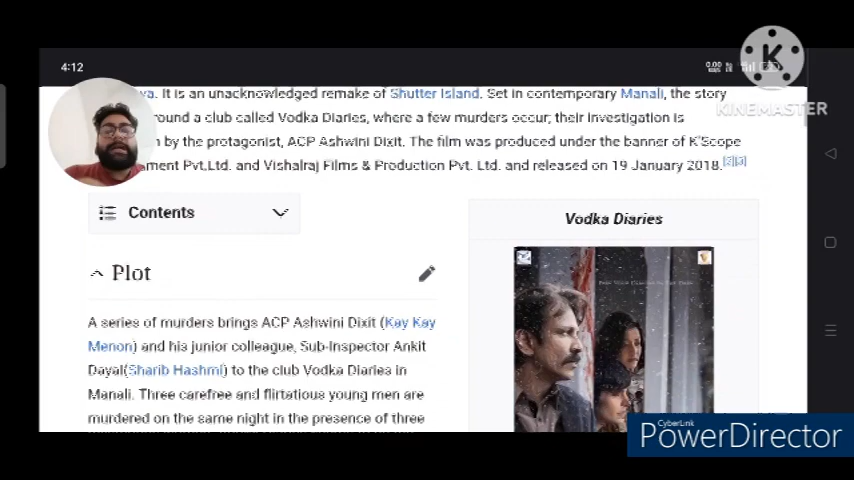 4:12
KINEMASTER
It is an unacknowledged remake of Shutter Island. Set in contemporary Manali, the story
round a club called Vodka Diaries, where a few murders occur; their investigation is
by the protagonist, ACP Ashwini Dixit. The film was produced under the banner of K'Scope
Pvt.Ltd. and Vishalraj Films & Production Pvt. Ltd. and released on 19 January 2018.[2][3]
Contents
Vodka Diaries
Plot
A series of murders brings ACP Ashwini Dixit (Kay Kay
Menon) and his junior colleague, Sub-Inspector Ankit
Dayal(Sharib Hashmi) to the club Vodka Diaries in
Manali. Three carefree and flirtatious young men are
murdered on the same night in the presence of three
CyberLink
PowerDirector